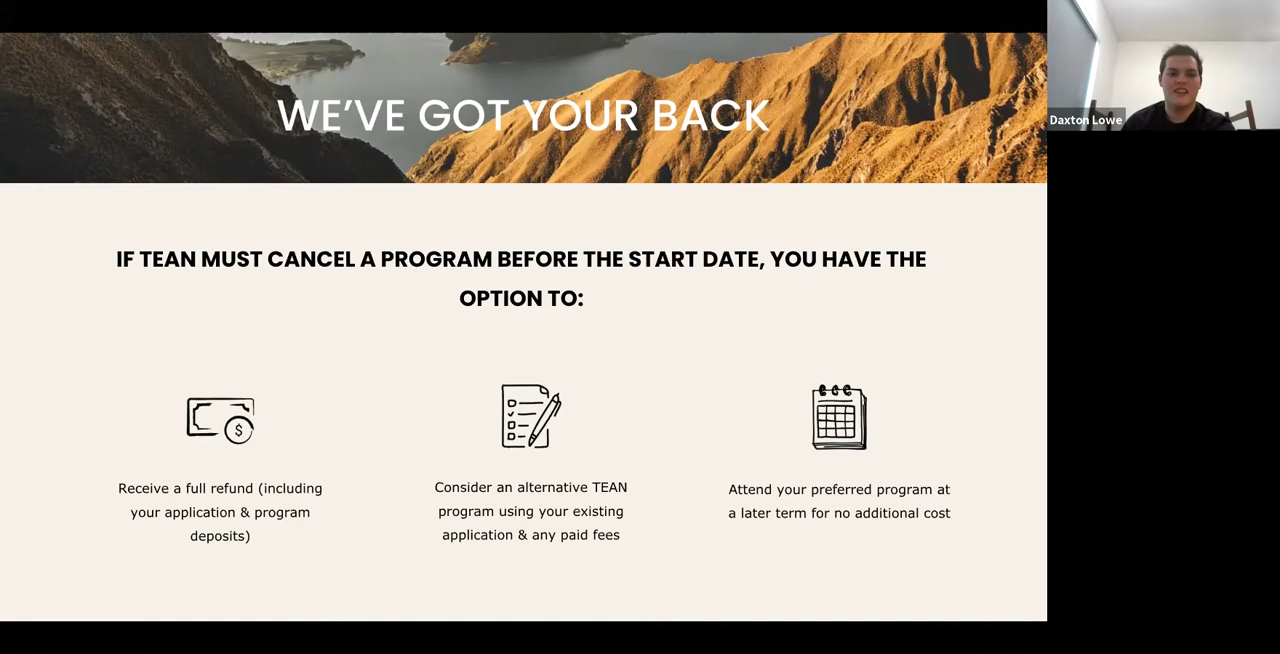 WE'VE GOT YOUR BACK
Daxton Lowe
IF TEAN MUST CANCEL A PROGRAM BEFORE THE START DATE, YOU HAVE THE
OPTION TO:
$
Receive a full refund (including
your application & program
deposits)
Consider an alternative TEAN
program using your existing
application & any paid fees
Attend your preferred program at
a later term for no additional cost